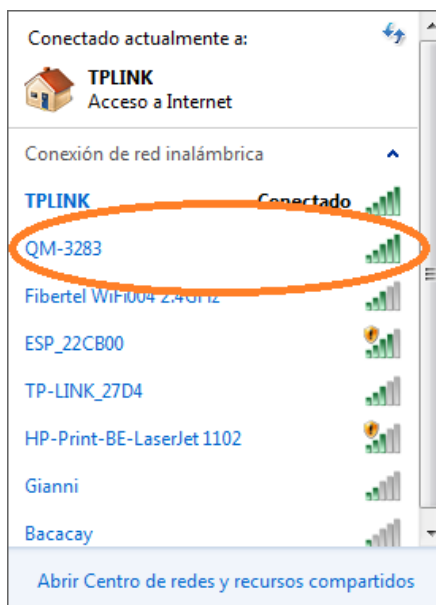 Conectado actualmente a:
TPLINK
Acceso a Internet
Conexión de red inalámbrica
TPLINK Conectado
QM-3283
Fibertel WiFi004 2.4GHz
ESP_22CB00
TP-LINK_27D4
HP-Print-BE-LaserJet 1102
Gianni
Bacacay
Abrir Centro de redes y recursos compartidos